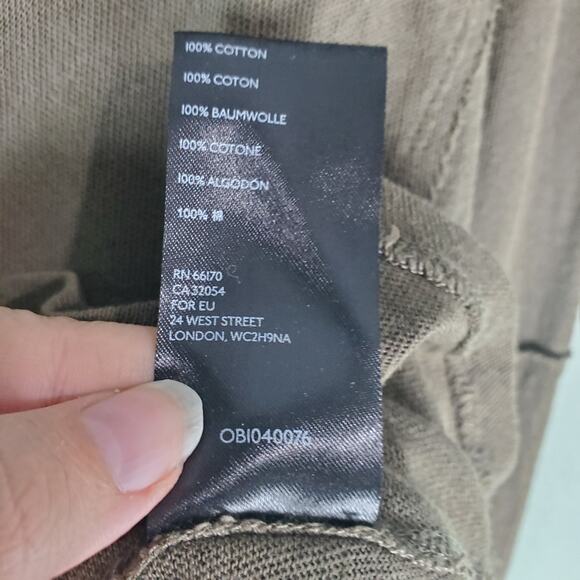 100% COTTON
100% COTON
100% BAUMWOLLE
100% COTONE
100% ALGODÓN
100% 棉
RN 66170
CA 32054
FOR EU
24 WEST STREET
LONDON, WC2H9NA
OB1040076